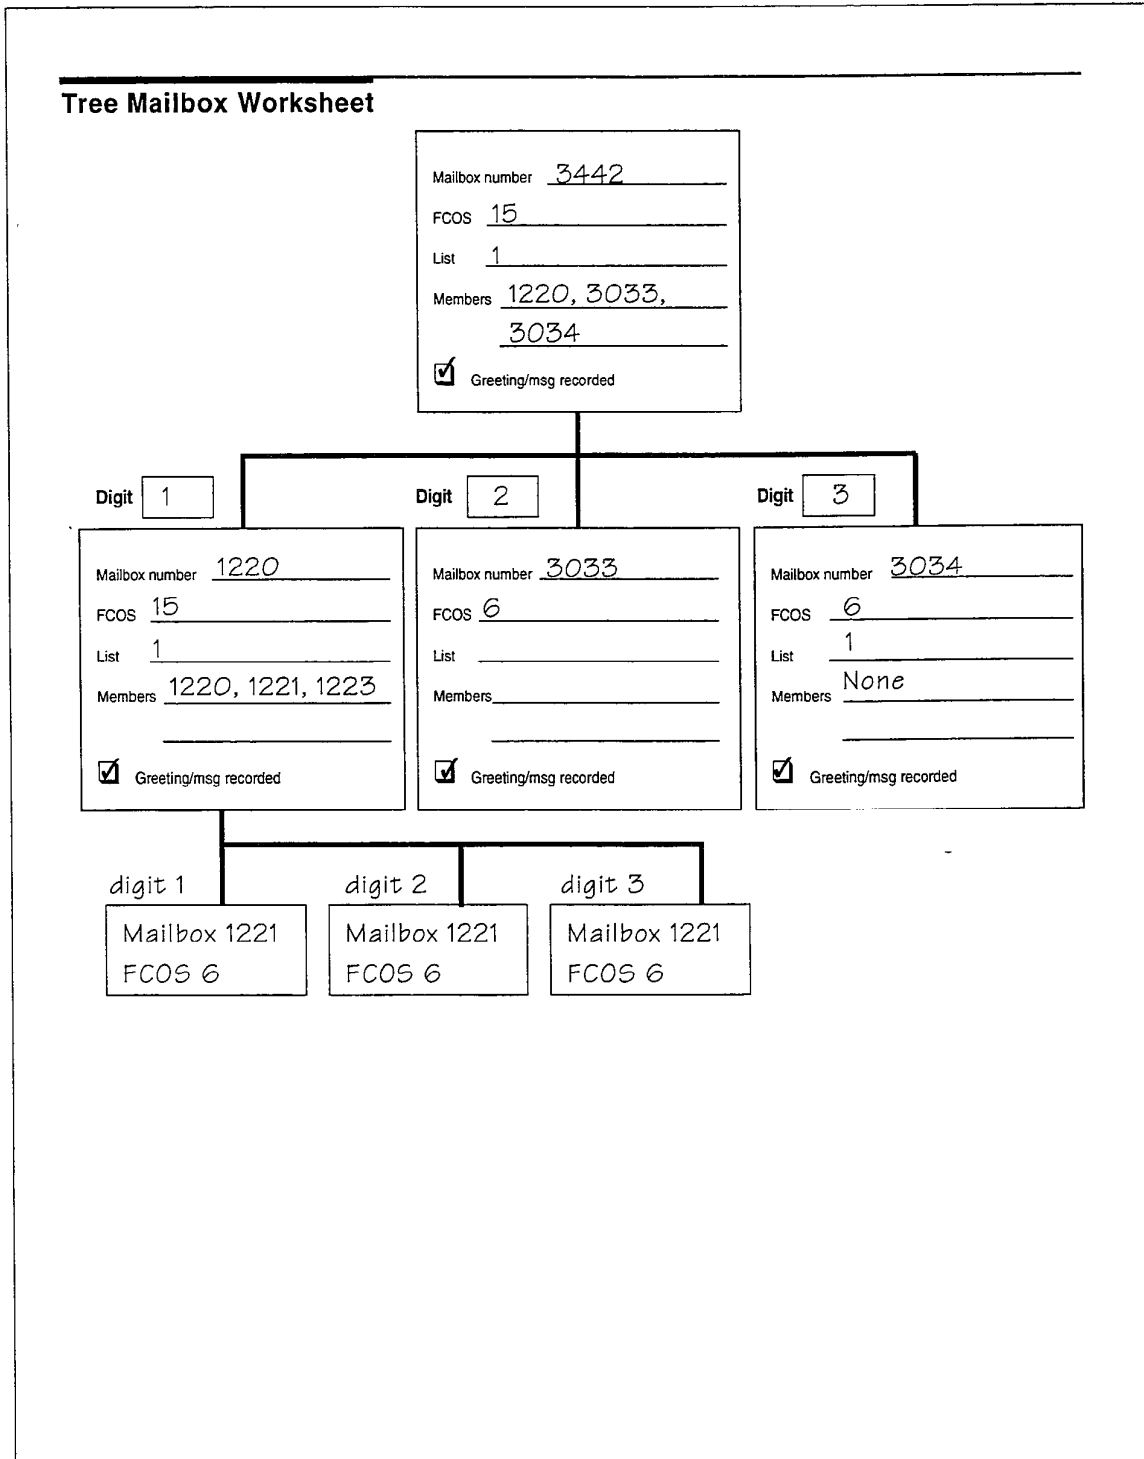 Tree Mailbox Worksheet
Mailbox number 3442
FCOS 15
List 1
Members 1220, 3033,
3034
Greeting/msg recorded
Digit 1
Digit 2
Digit 3
Mailbox number 1220
FCOS 15
List 1
Members 1220, 1221, 1223
Greeting/msg recorded
Mailbox number 3033
FCOS 6
List
Members
Greeting/msg recorded
Mailbox number 3034
FCOS 6
List 1
Members None
Greeting/msg recorded
digit 1
Mailbox 1221
FCOS 6
digit 2
Mailbox 1221
FCOS 6
digit 3
Mailbox 1221
FCOS 6